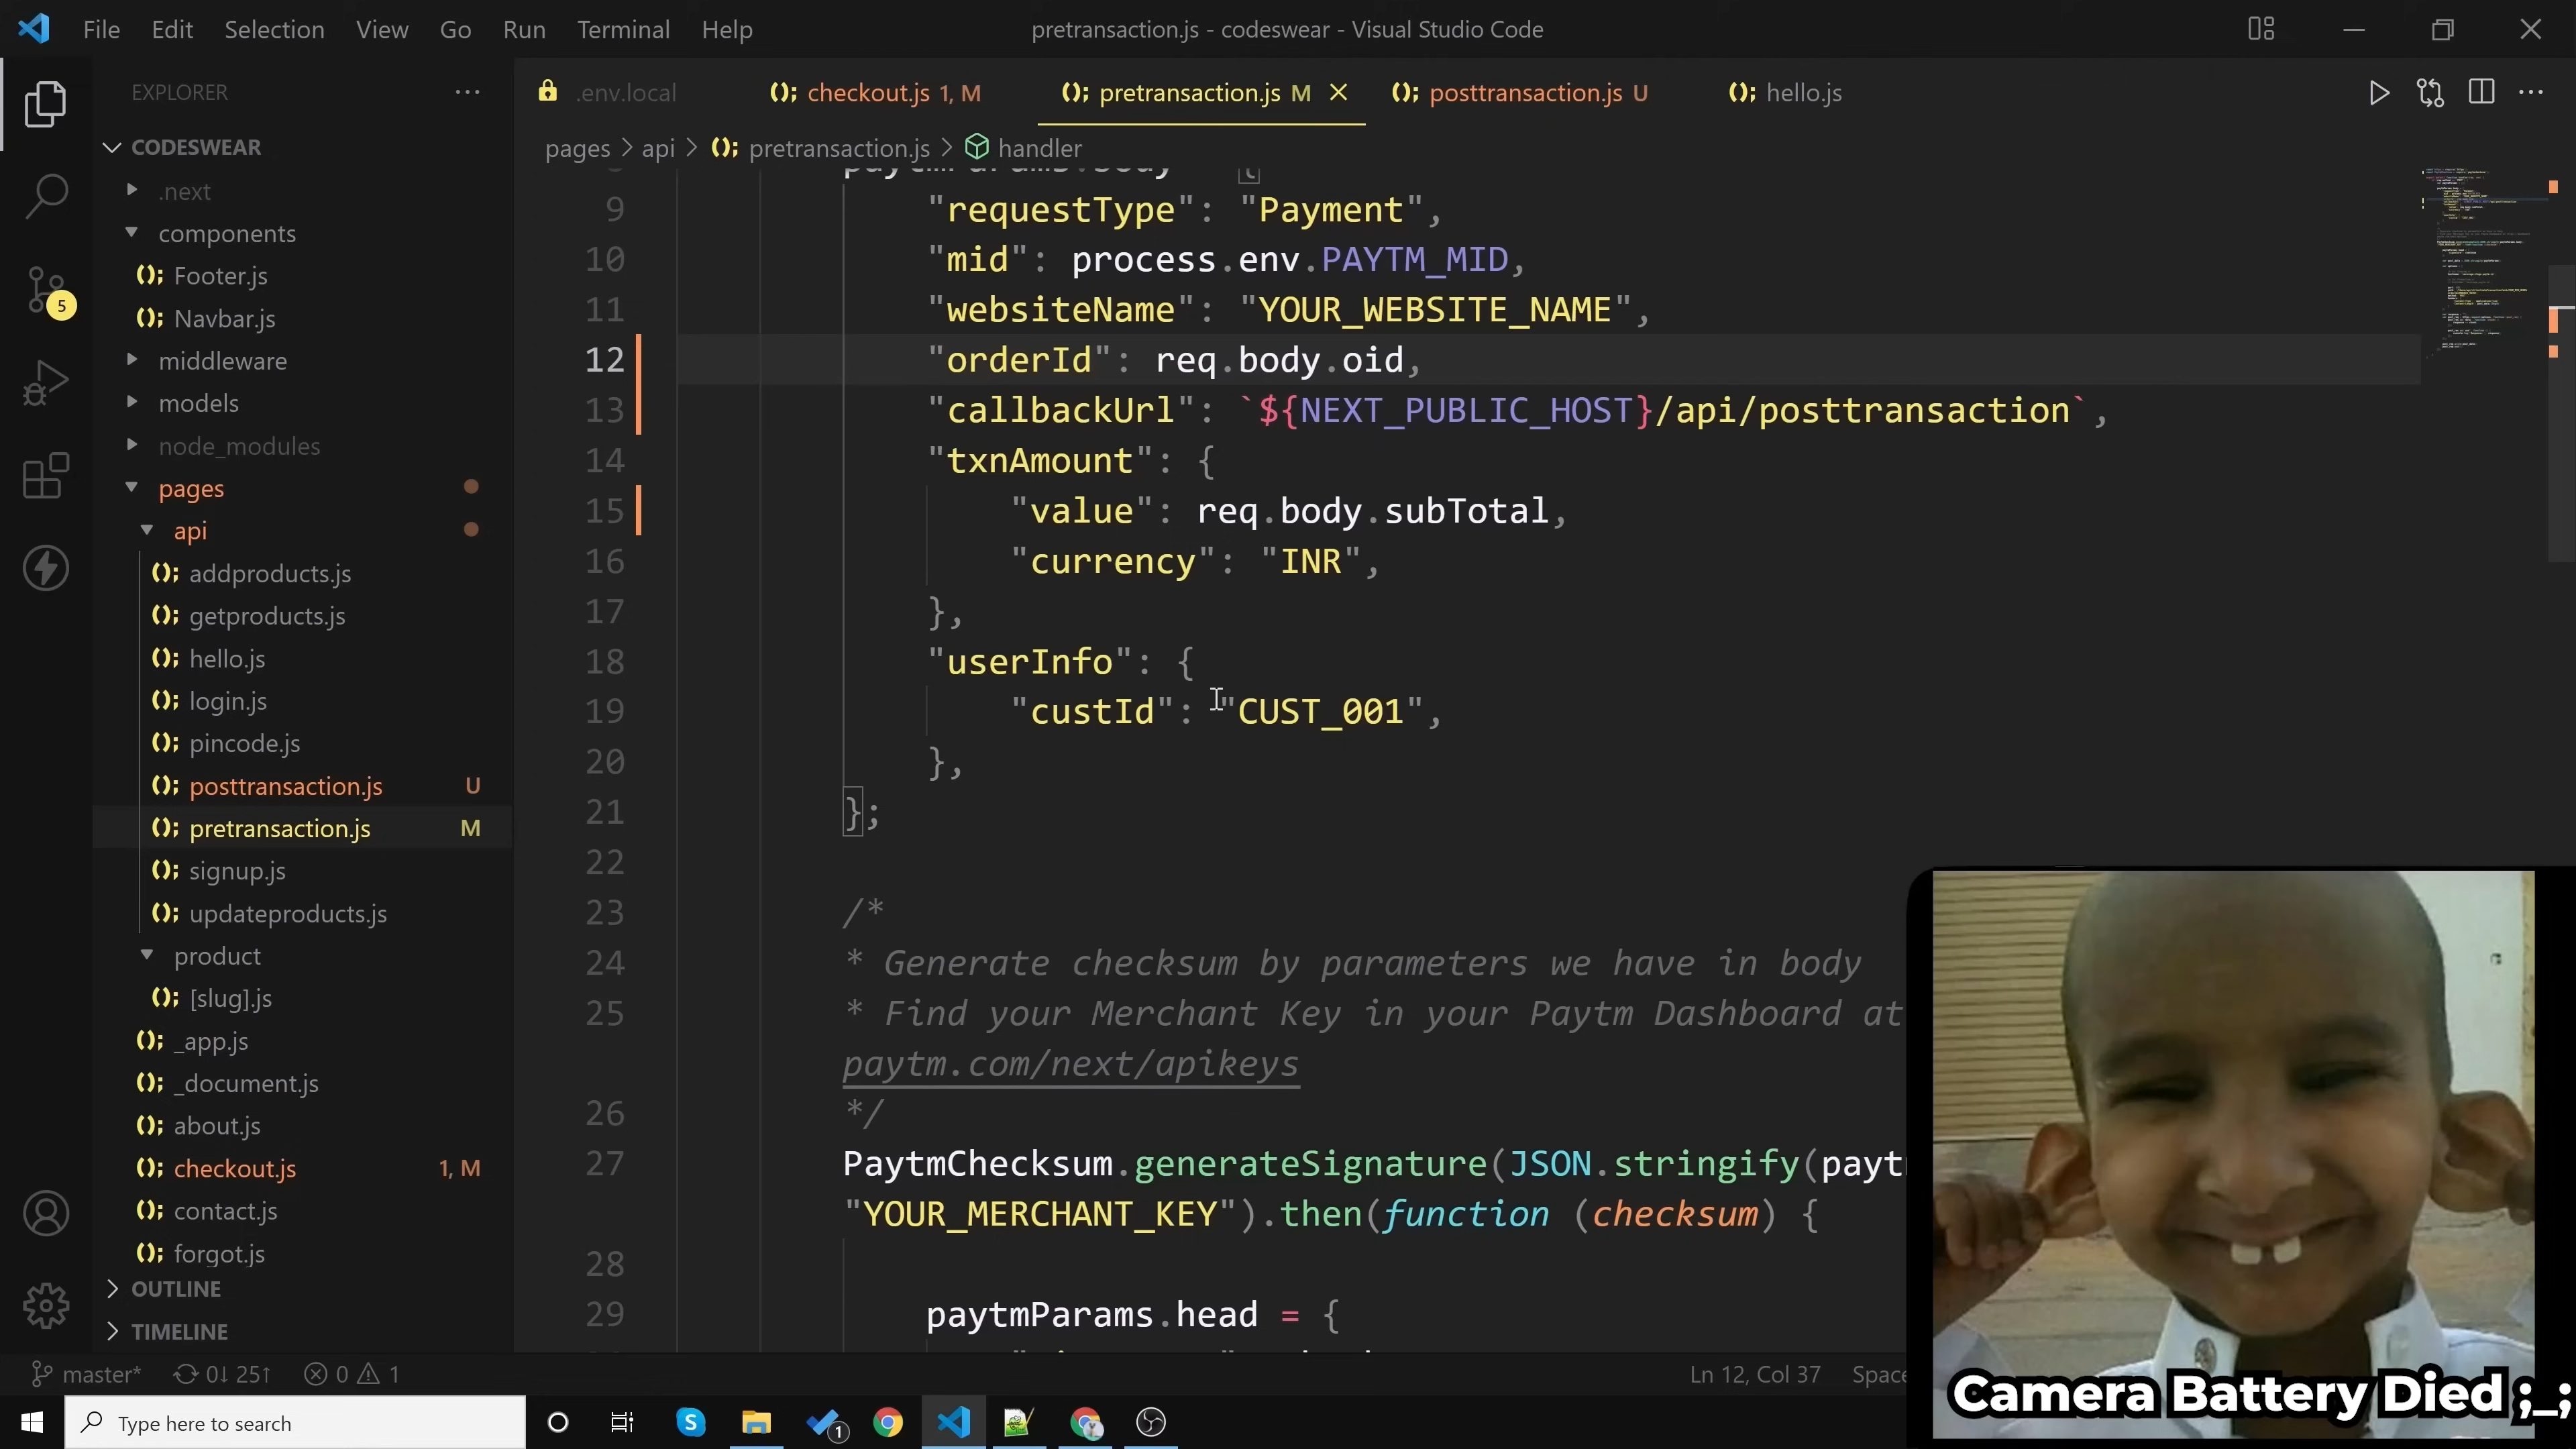 File Edit Selection View Go Run Terminal Help
pretransaction.js - codeswear - Visual Studio Code
EXPLORER
.env.local
checkout.js 1, M
pretransaction.js M
posttransaction.js U
hello.js
pages > api > pretransaction.js > handler
CODESWEAR
.next
components
Footer.js
Navbar.js
middleware
models
node_modules
pages
api
addproducts.js
getproducts.js
hello.js
login.js
pincode.js
posttransaction.js U
pretransaction.js M
signup.js
updateproducts.js
product
[slug].js
_app.js
_document.js
about.js
checkout.js 1, M
contact.js
forgot.js
OUTLINE
TIMELINE
5
9 "requestType": "Payment",
10 "mid": process.env.PAYTM_MID,
11 "websiteName": "YOUR_WEBSITE_NAME",
12 "orderId": req.body.oid,
13 "callbackUrl": `${NEXT_PUBLIC_HOST}/api/posttransaction`,
14 "txnAmount": {
15 "value": req.body.subTotal,
16 "currency": "INR",
17 },
18 "userInfo": {
19 "custId": "CUST_001",
20 },
21 };
22
23 /*
24 * Generate checksum by parameters we have in body
25 * Find your Merchant Key in your Paytm Dashboard at
paytm.com/next/apikeys
26 */
27 PaytmChecksum.generateSignature(JSON.stringify(
"YOUR_MERCHANT_KEY").then(function (checksum) {
28
29 paytmParams.head = {
master* 0↓ 25↑ 0 1
Ln 12, Col 37
Camera Battery Died ;_;
Type here to search
1